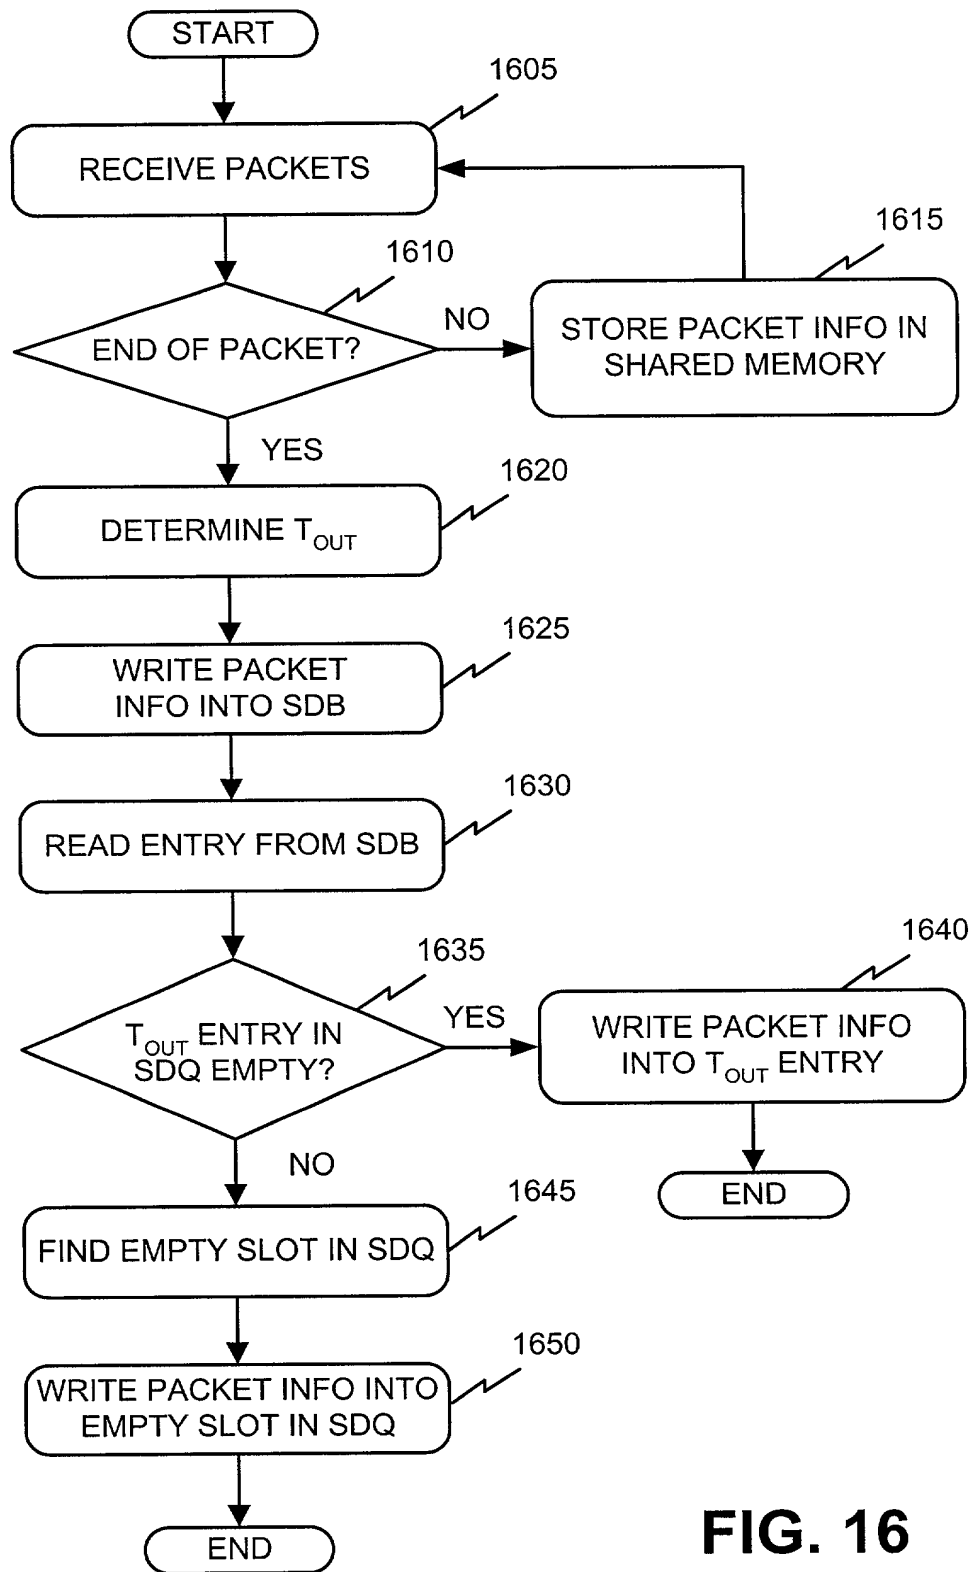 START
1605
RECEIVE PACKETS
1610
1615
END OF PACKET?
NO
STORE PACKET INFO IN
SHARED MEMORY
YES
1620
DETERMINE T_OUT
1625
WRITE PACKET
INFO INTO SDB
1630
READ ENTRY FROM SDB
1635
1640
T_OUT ENTRY IN
SDQ EMPTY?
YES
WRITE PACKET INFO
INTO T_OUT ENTRY
END
NO
1645
FIND EMPTY SLOT IN SDQ
1650
WRITE PACKET INFO INTO
EMPTY SLOT IN SDQ
END
FIG. 16